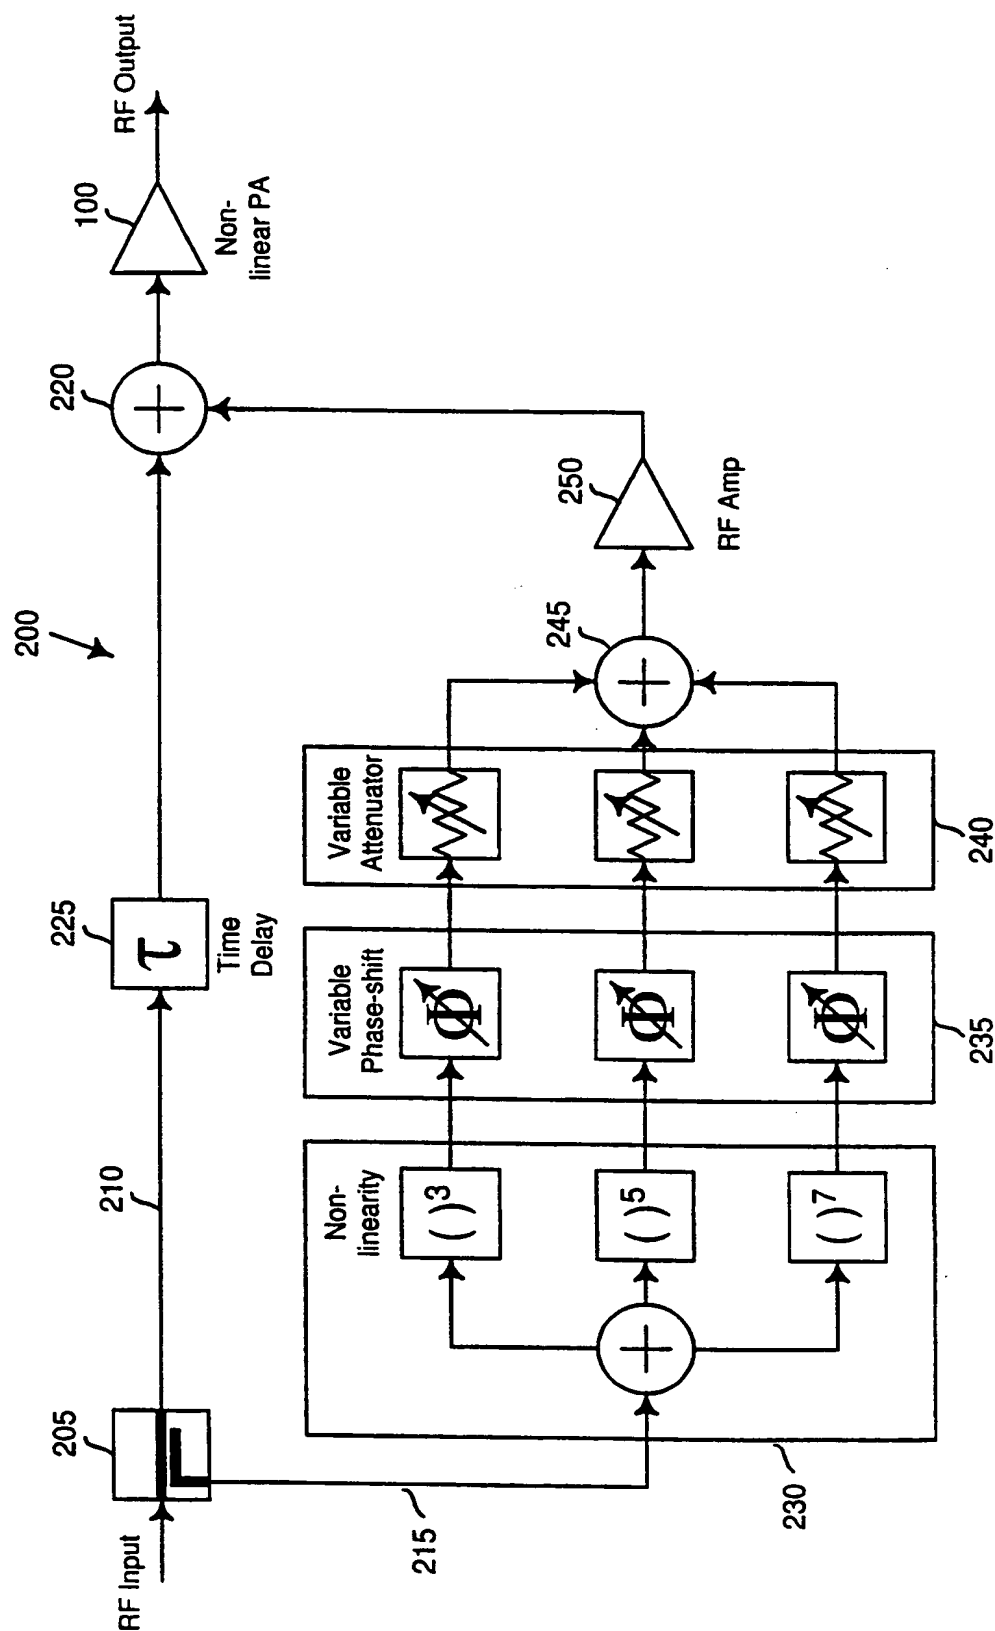 200
RF Input
205
210
225
τ
Time
Delay
220
+
100
Non-
linear PA
RF Output
215
230
Non-
linearity
+
( )3
( )5
( )7
Variable
Phase-shift
Φ
Φ
Φ
235
Variable
Attenuator
240
245
+
250
RF Amp